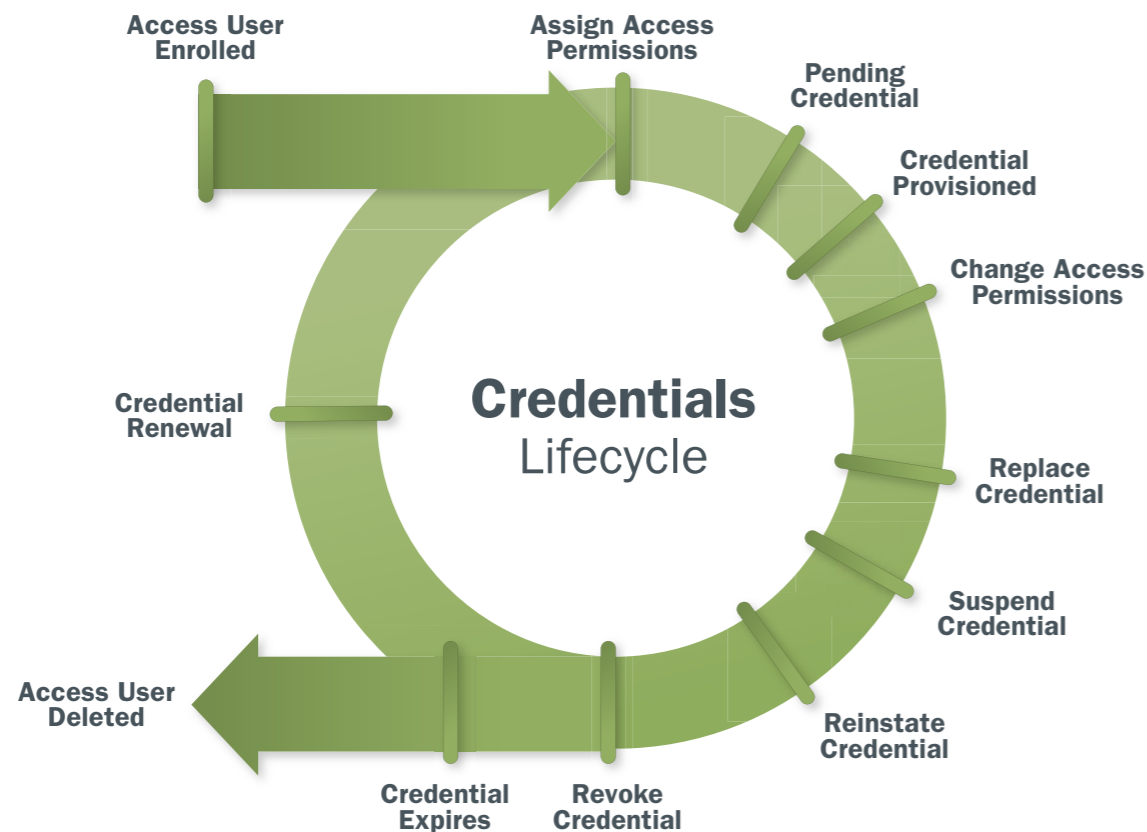 Access User
Enrolled
Assign Access
Permissions
Pending
Credential
Credential
Provisioned
Change Access
Permissions
Replace
Credential
Suspend
Credential
Reinstate
Credential
Revoke
Credential
Credential
Expires
Access User
Deleted
Credential
Renewal
Credentials
Lifecycle